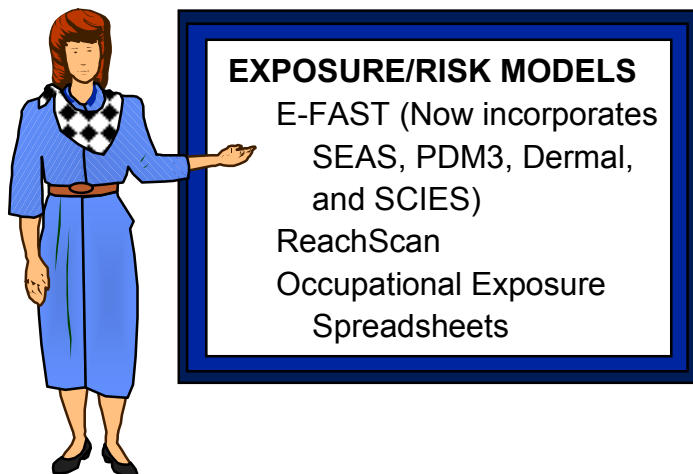 EXPOSURE/RISK MODELS
E-FAST (Now incorporates
SEAS, PDM3, Dermal,
and SCIES)
ReachScan
Occupational Exposure
Spreadsheets